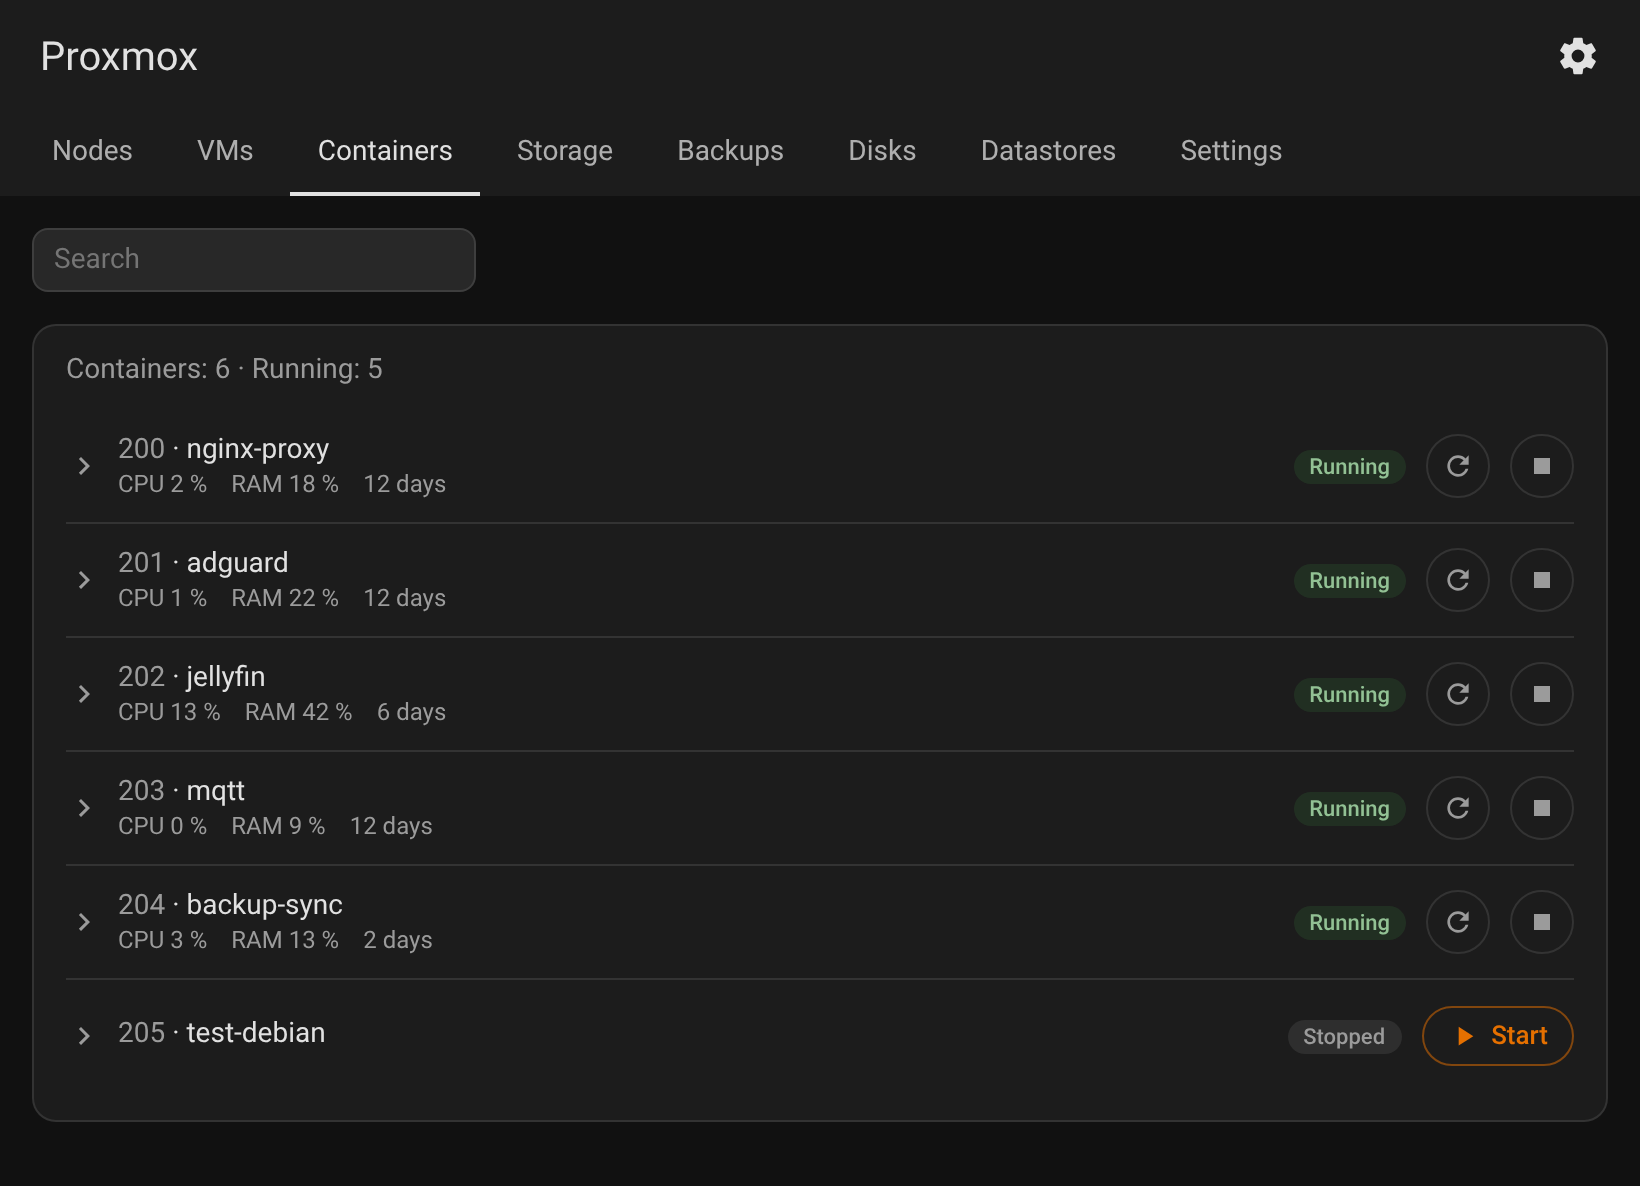 Proxmox
Nodes VMs Containers Storage Backups Disks Datastores Settings
Search
Containers: 6 · Running: 5
200 · nginx-proxy
CPU 2 % RAM 18 % 12 days
Running
201 · adguard
CPU 1 % RAM 22 % 12 days
Running
202 · jellyfin
CPU 13 % RAM 42 % 6 days
Running
203 · mqtt
CPU 0 % RAM 9 % 12 days
Running
204 · backup-sync
CPU 3 % RAM 13 % 2 days
Running
205 · test-debian
Stopped
Start